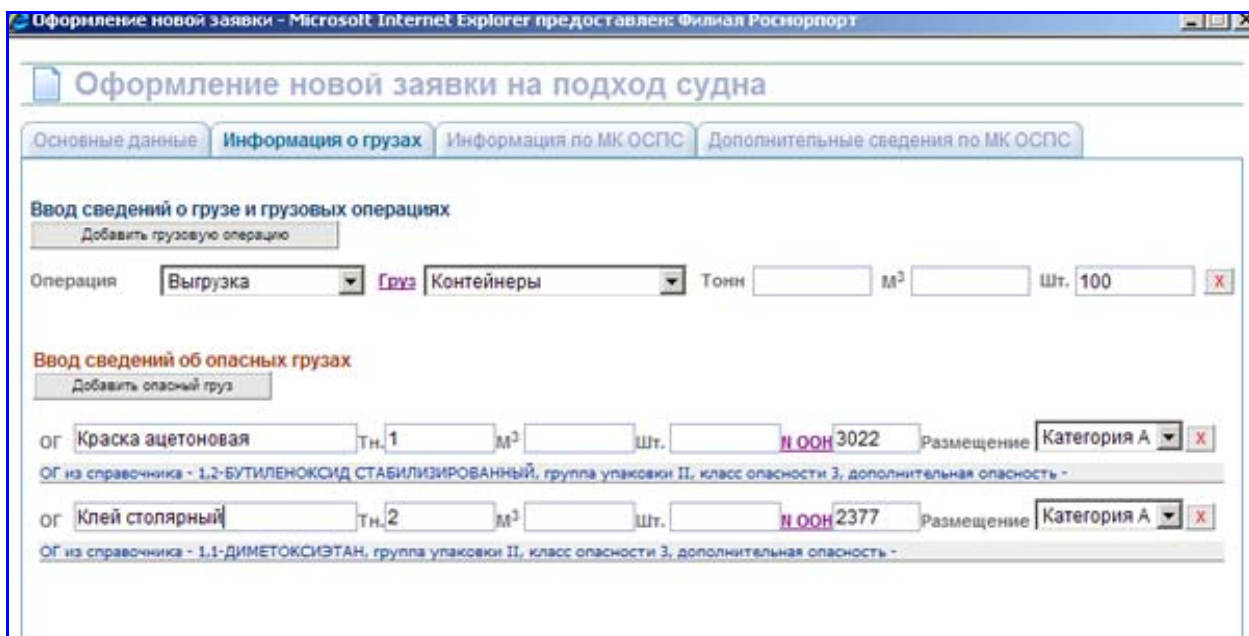 Оформление новой заявки - Microsoft Internet Explorer предоставлен: Филиал Росморпорт
Оформление новой заявки на подход судна
Основные данные Информация о грузах Информация по МК ОСПС Дополнительные сведения по МК ОСПС
Ввод сведений о грузе и грузовых операциях
Добавить грузовую операцию
Операция Выгрузка Груз Контейнеры Тонн М³ Шт. 100 X
Ввод сведений об опасных грузах
Добавить опасный груз
ОГ Краска ацетоновая Тн. 1 М³ Шт. N ООН 3022 Размещение Категория А X
ОГ из справочника - 1,2-БУТИЛЕНОКСИД СТАБИЛИЗИРОВАННЫЙ, группа упаковки II, класс опасности 3, дополнительная опасность -
ОГ Клей столярный Тн. 2 М³ Шт. N ООН 2377 Размещение Категория А X
ОГ из справочника - 1,1-ДИМЕТОКСИЭТАН, группа упаковки II, класс опасности 3, дополнительная опасность -